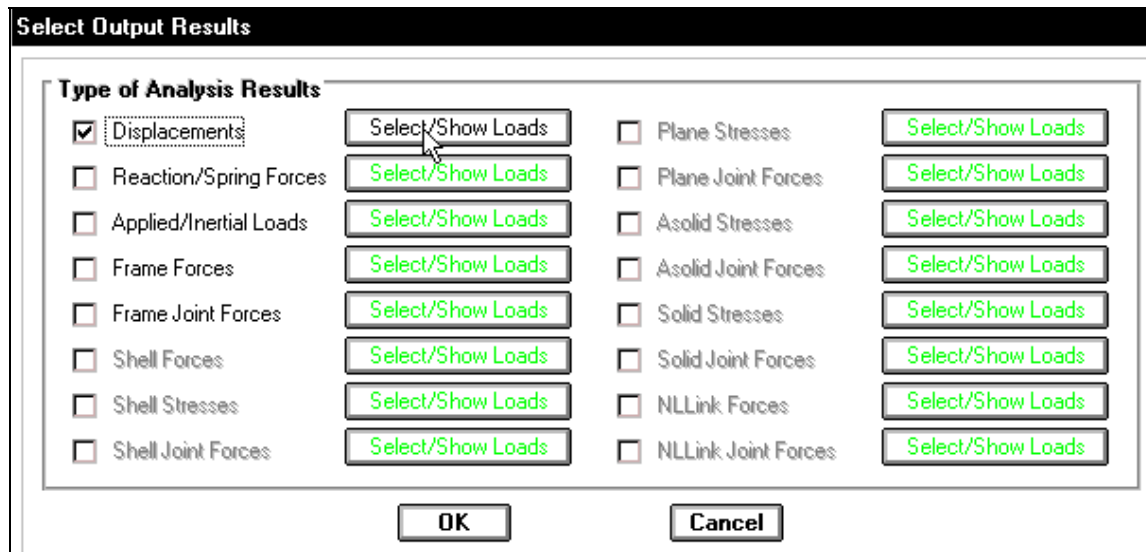 Select Output Results
Type of Analysis Results
Displacements Select/Show Loads Plane Stresses Select/Show Loads
Reaction/Spring Forces Select/Show Loads Plane Joint Forces Select/Show Loads
Applied/Inertial Loads Select/Show Loads Asolid Stresses Select/Show Loads
Frame Forces Select/Show Loads Asolid Joint Forces Select/Show Loads
Frame Joint Forces Select/Show Loads Solid Stresses Select/Show Loads
Shell Forces Select/Show Loads Solid Joint Forces Select/Show Loads
Shell Stresses Select/Show Loads NLLink Forces Select/Show Loads
Shell Joint Forces Select/Show Loads NLLink Joint Forces Select/Show Loads
OK Cancel